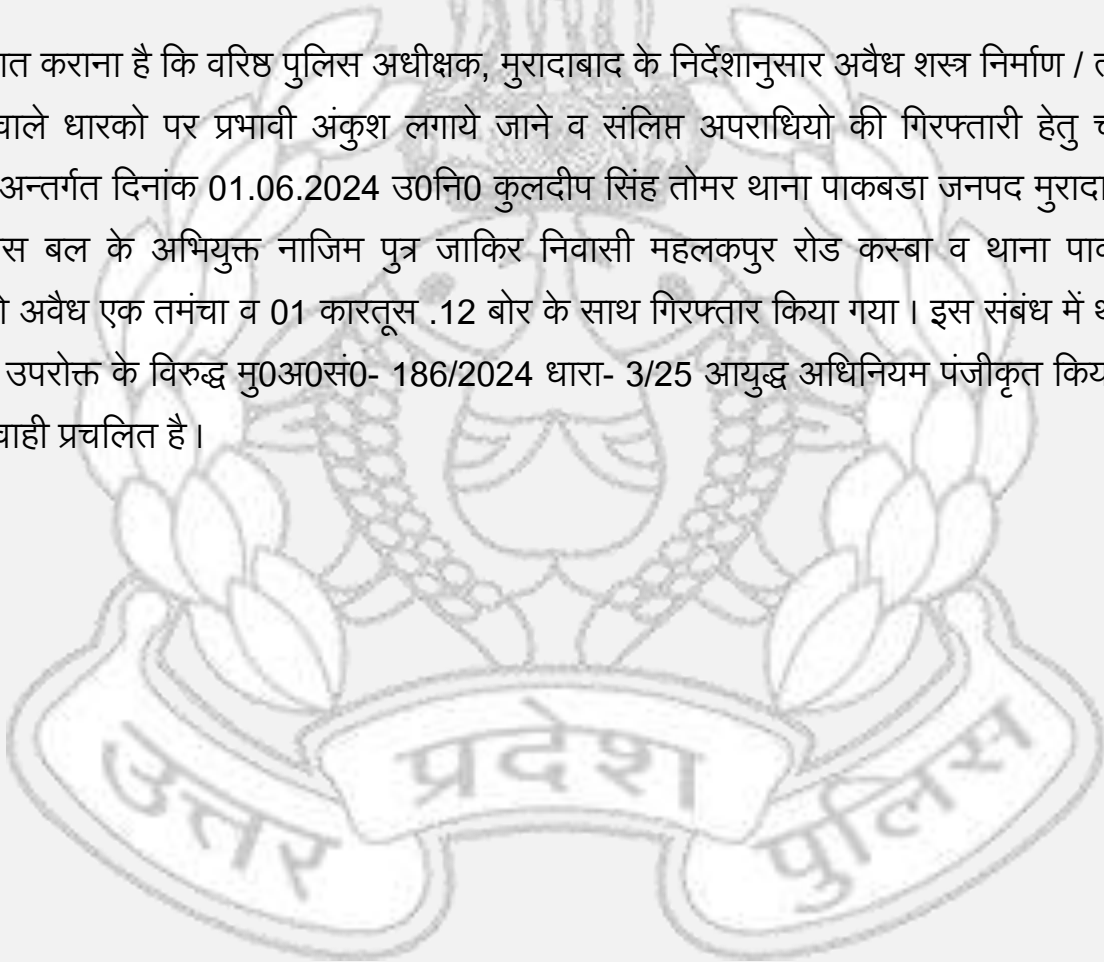 ात कराना है कि वरिष्ठ पुलिस अधीक्षक, मुरादाबाद के निर्देशानुसार अवैध शस्त्र निर्माण /
वाले धारको पर प्रभावी अंकुश लगाये जाने व संलिप्त अपराधियो की गिरफ्तारी हेतु
अन्तर्गत दिनांक 01.06.2024 उ0नि0 कुलदीप सिंह तोमर थाना पाकबडा जनपद मुरादा
स बल के अभियुक्त नाजिम पुत्र जाकिर निवासी महलकपुर रोड कस्बा व थाना पा
अवैध एक तमंचा व 01 कारतूस .12 बोर के साथ गिरफ्तार किया गया । इस संबंध में
उपरोक्त के विरुद्ध मु0अ0सं0- 186/2024 धारा- 3/25 आयुद्ध अधिनियम पंजीकृत किय
वाही प्रचलित है ।
उत्तर प्रदेश पुलिस